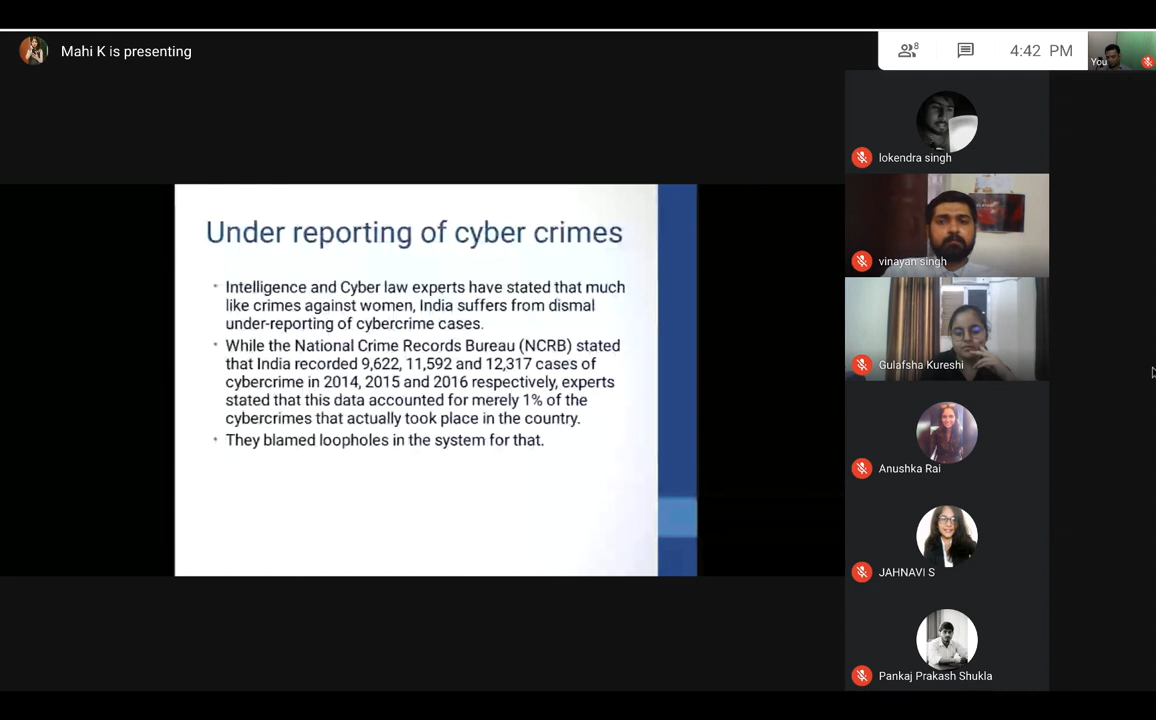 Mahi K is presenting
8
4:42 PM
You
lokendra singh
vinayan singh
Gulafsha Kureshi
Anushka Rai
JAHNAVI S
Pankaj Prakash Shukla
Under reporting of cyber crimes
Intelligence and Cyber law experts have stated that much
like crimes against women, India suffers from dismal
under-reporting of cybercrime cases.
While the National Crime Records Bureau (NCRB) stated
that India recorded 9,622, 11,592 and 12,317 cases of
cybercrime in 2014, 2015 and 2016 respectively, experts
stated that this data accounted for merely 1% of the
cybercrimes that actually took place in the country.
They blamed loopholes in the system for that.